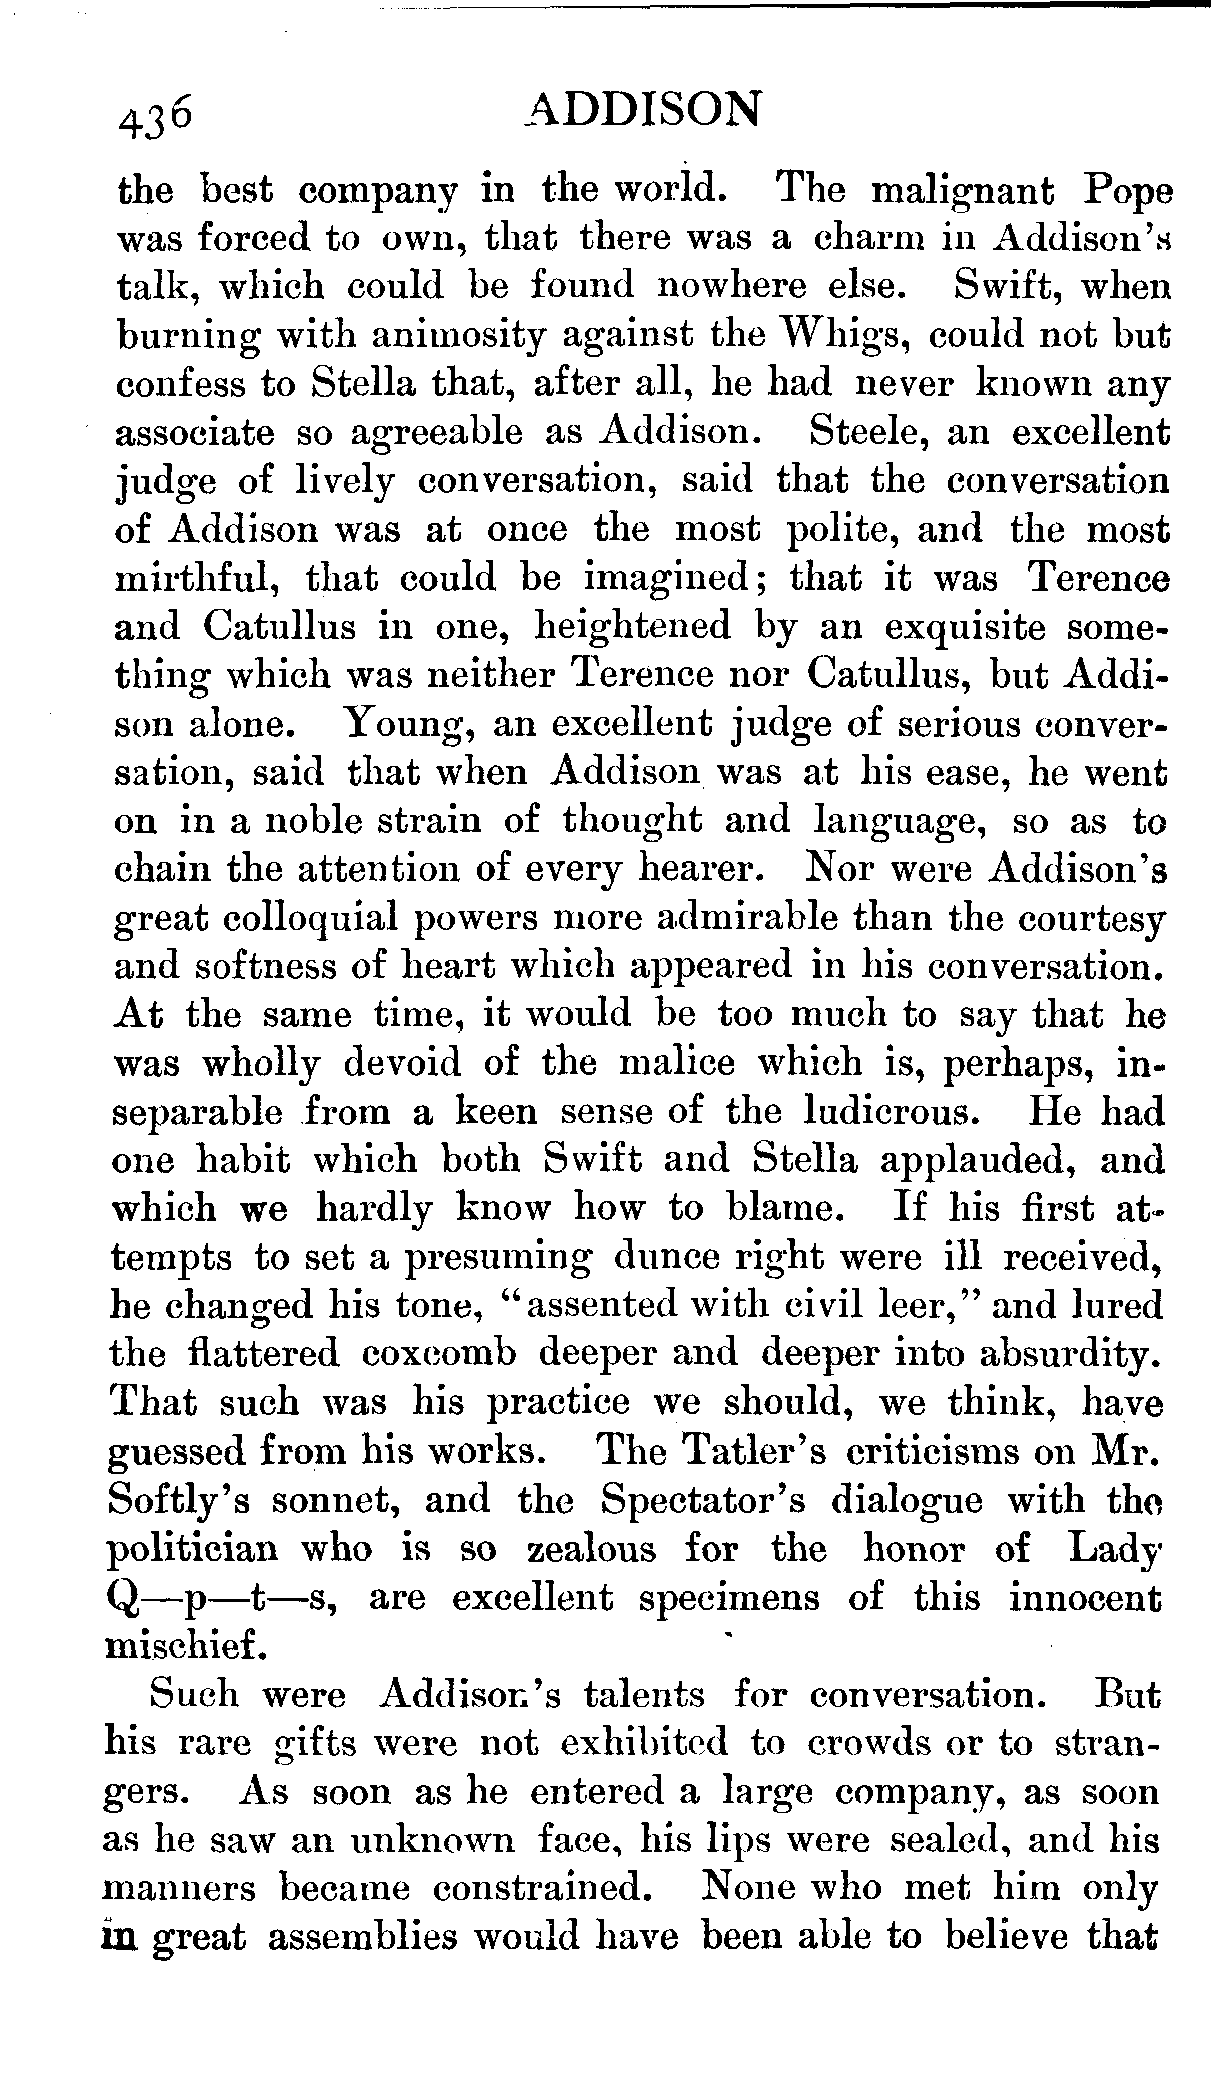 436 ADDISON
the best company in the world. The malignant Pope
was forced to own, that there was a charm in Addison's
talk, which could be found nowhere else. Swift, when
burning with animosity against the Whigs, could not but
confess to Stella that, after all, he had never known any
associate so agreeable as Addison. Steele, an excellent
judge of lively conversation, said that the conversation
of Addison was at once the most polite, and the most
mirthful, that could be imagined; that it was Terence
and Catullus in one, heightened by an exquisite some-
thing which was neither Terence nor Catullus, but Addi-
son alone. Young, an excellent judge of serious conver-
sation, said that when Addison was at his ease, he went
on in a noble strain of thought and language, so as to
chain the attention of every hearer. Nor were Addison's
great colloquial powers more admirable than the courtesy
and softness of heart which appeared in his conversation.
At the same time, it would be too much to say that he
was wholly devoid of the malice which is, perhaps, in-
separable from a keen sense of the ludicrous. He had
one habit which both Swift and Stella applauded, and
which we hardly know how to blame. If his first at-
tempts to set a presuming dunce right were ill received,
he changed his tone, "assented with civil leer," and lured
the flattered coxcomb deeper and deeper into absurdity.
That such was his practice we should, we think, have
guessed from his works. The Tatler's criticisms on Mr.
Softly's sonnet, and the Spectator's dialogue with the
politician who is so zealous for the honor of Lady
Q—p—t—s, are excellent specimens of this innocent
mischief.
Such were Addison's talents for conversation. But
his rare gifts were not exhibited to crowds or to stran-
gers. As soon as he entered a large company, as soon
as he saw an unknown face, his lips were sealed, and his
manners became constrained. None who met him only
in great assemblies would have been able to believe that